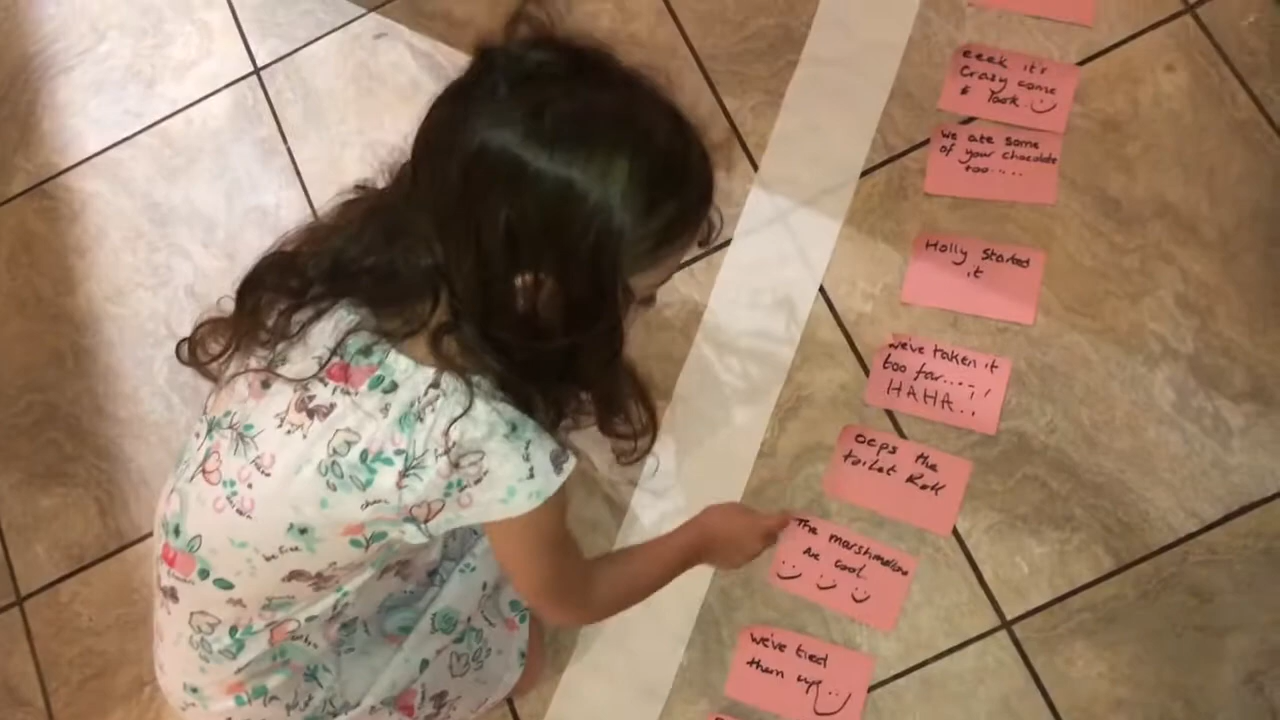 eeek it's
Crazy come
& look
we ate some
of your chocolate
too.....
Holly started
it
we've taken it
too far....!
HAHA..
oops the
toilet Roll
The marshmallows
Are cool
we've tied
them up...